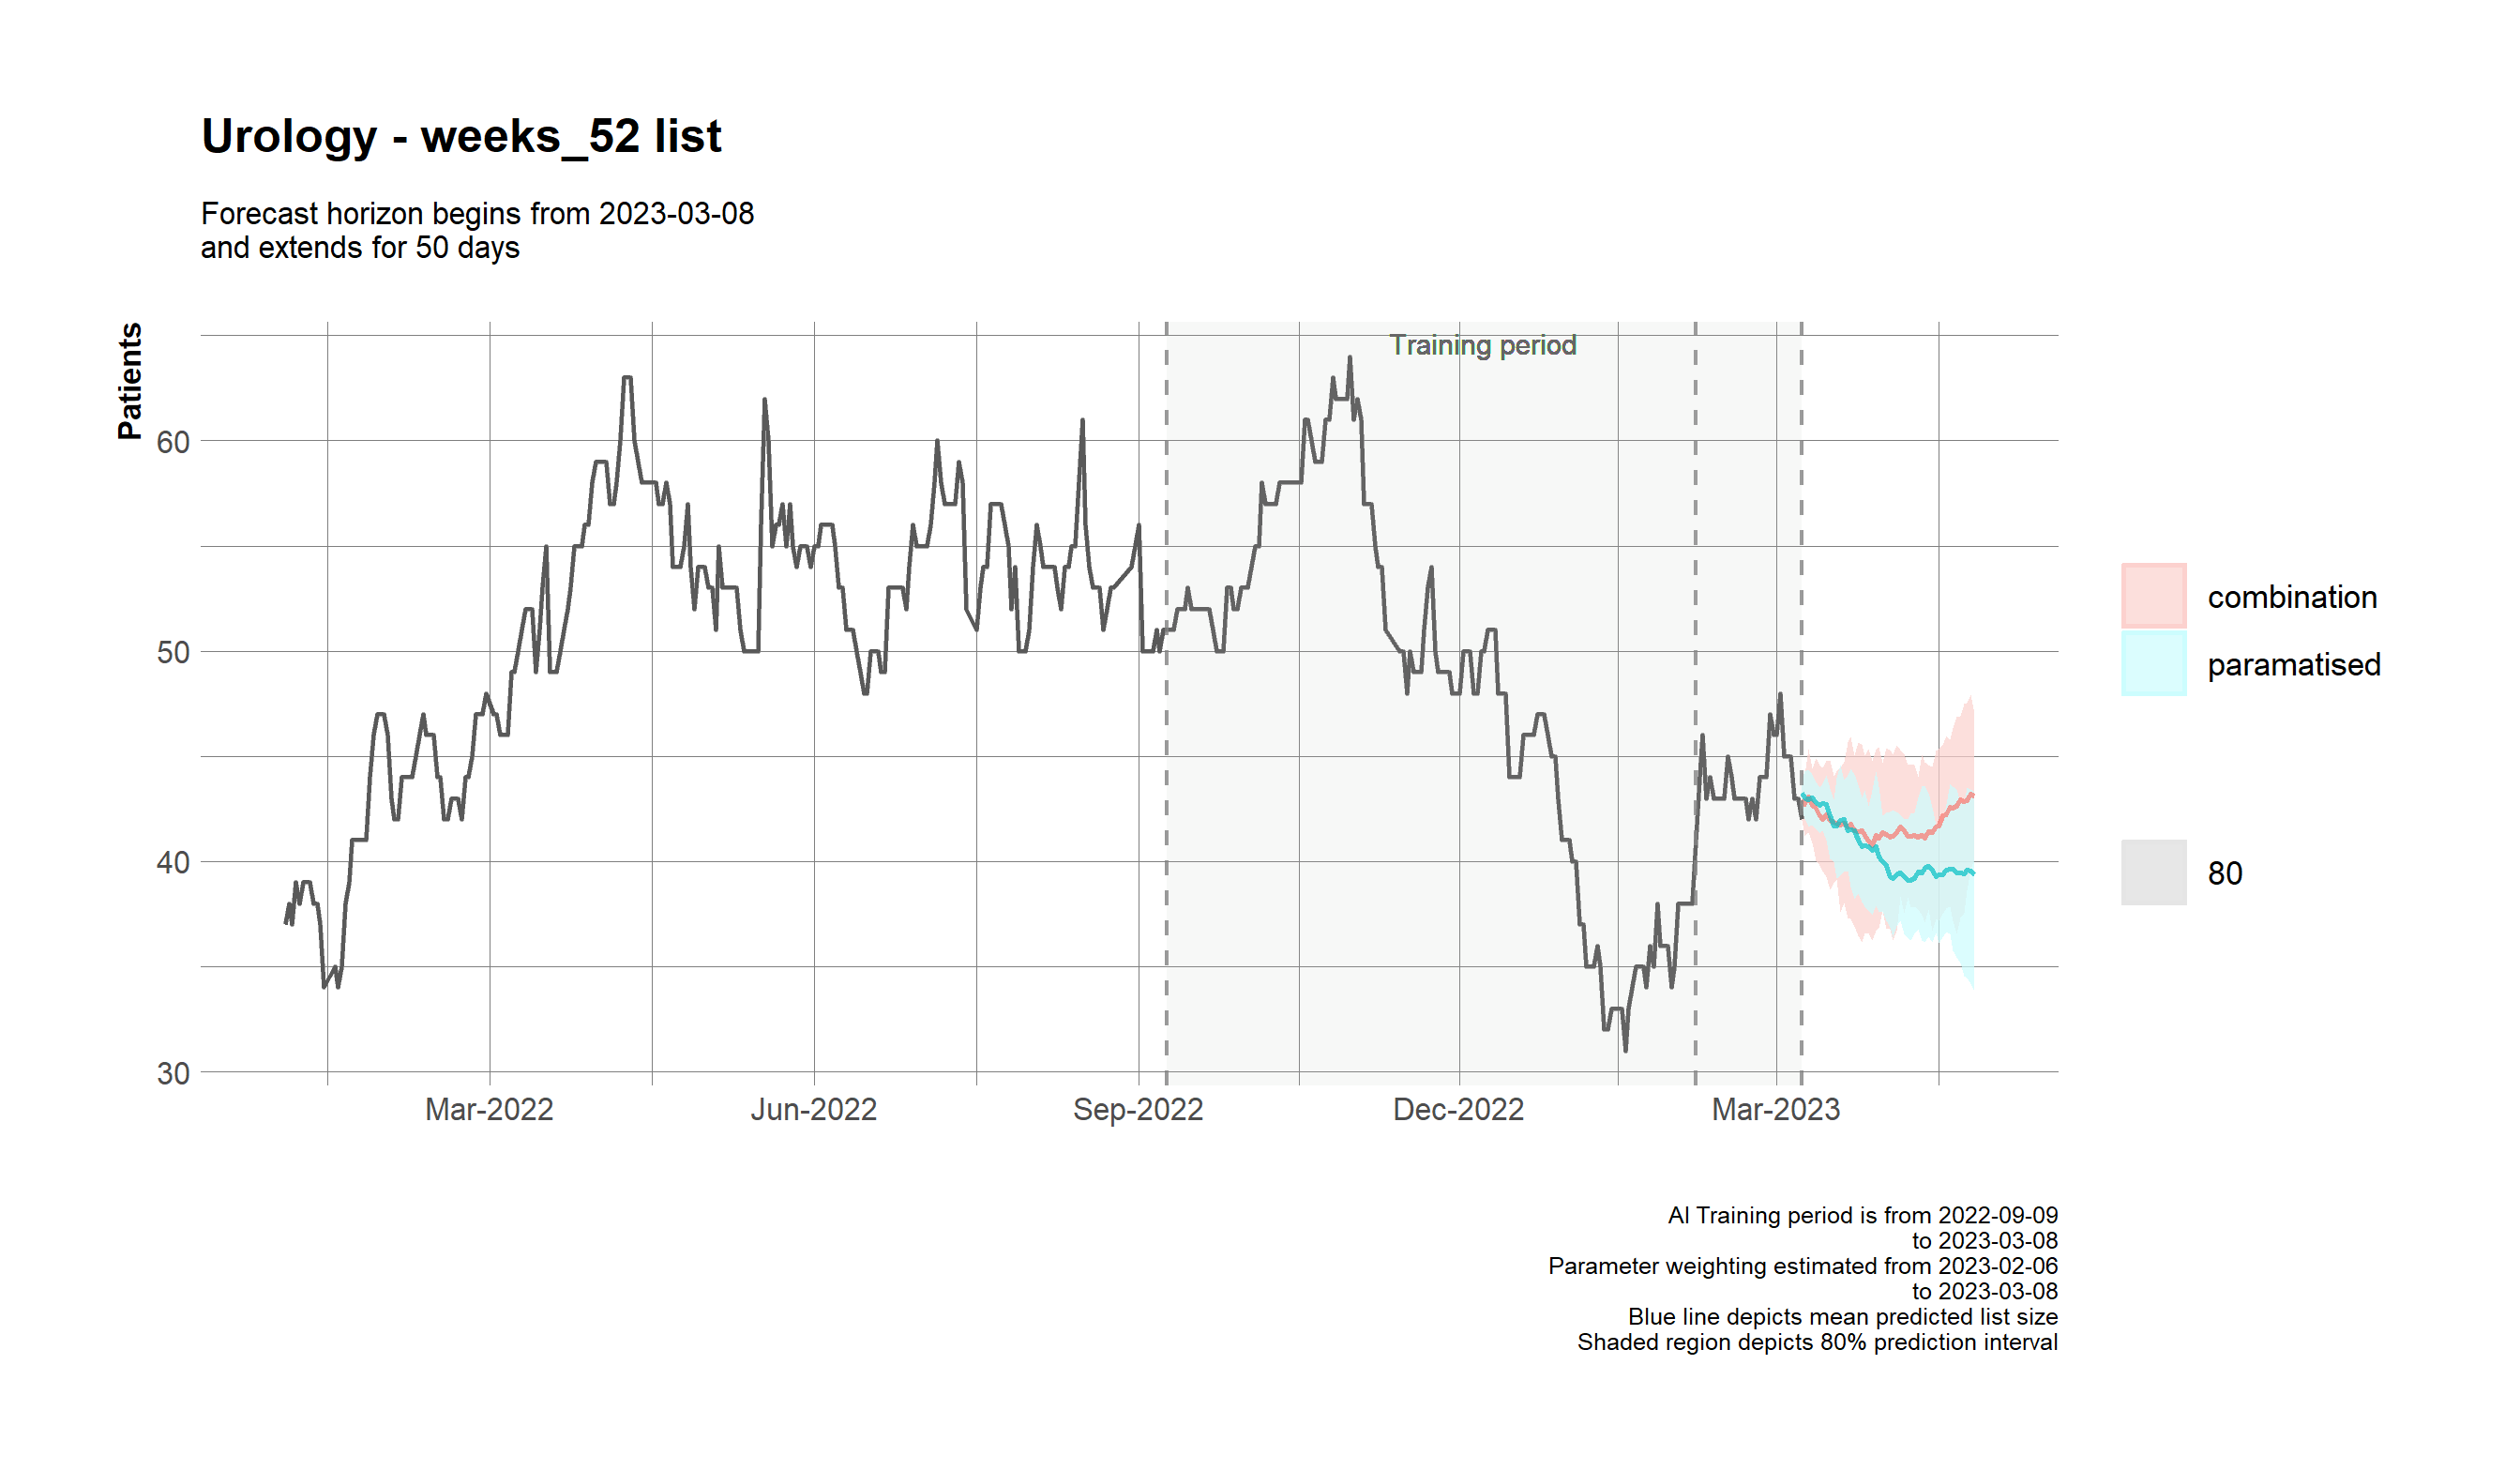 Urology - weeks_52 list
Forecast horizon begins from 2023-03-08
and extends for 50 days
Patients
Training period
60
50
40
30
Mar-2022
Jun-2022
Sep-2022
Dec-2022
Mar-2023
combination
paramatised
80
AI Training period is from 2022-09-09
to 2023-03-08
Parameter weighting estimated from 2023-02-06
to 2023-03-08
Blue line depicts mean predicted list size
Shaded region depicts 80% prediction interval